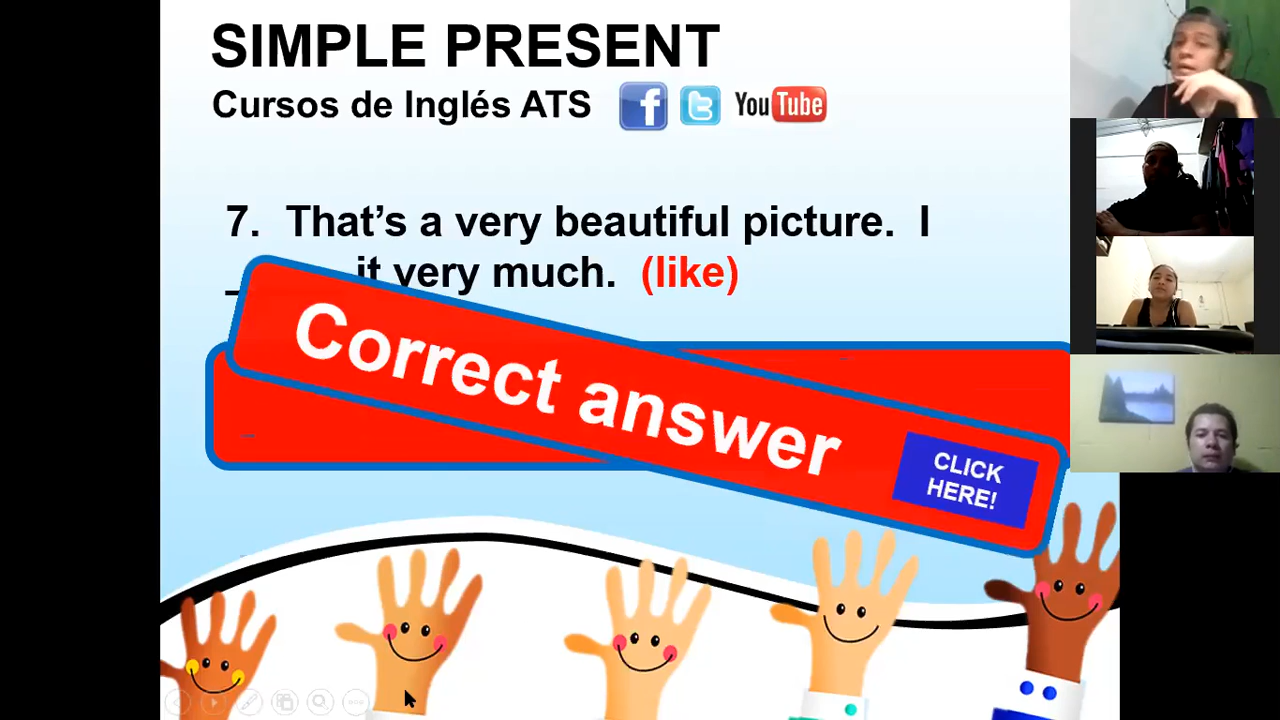 SIMPLE PRESENT
Cursos de Inglés ATS f t YouTube
7. That's a very beautiful picture. I
_ it very much. (like)
Correct answer
CLICK
HERE!